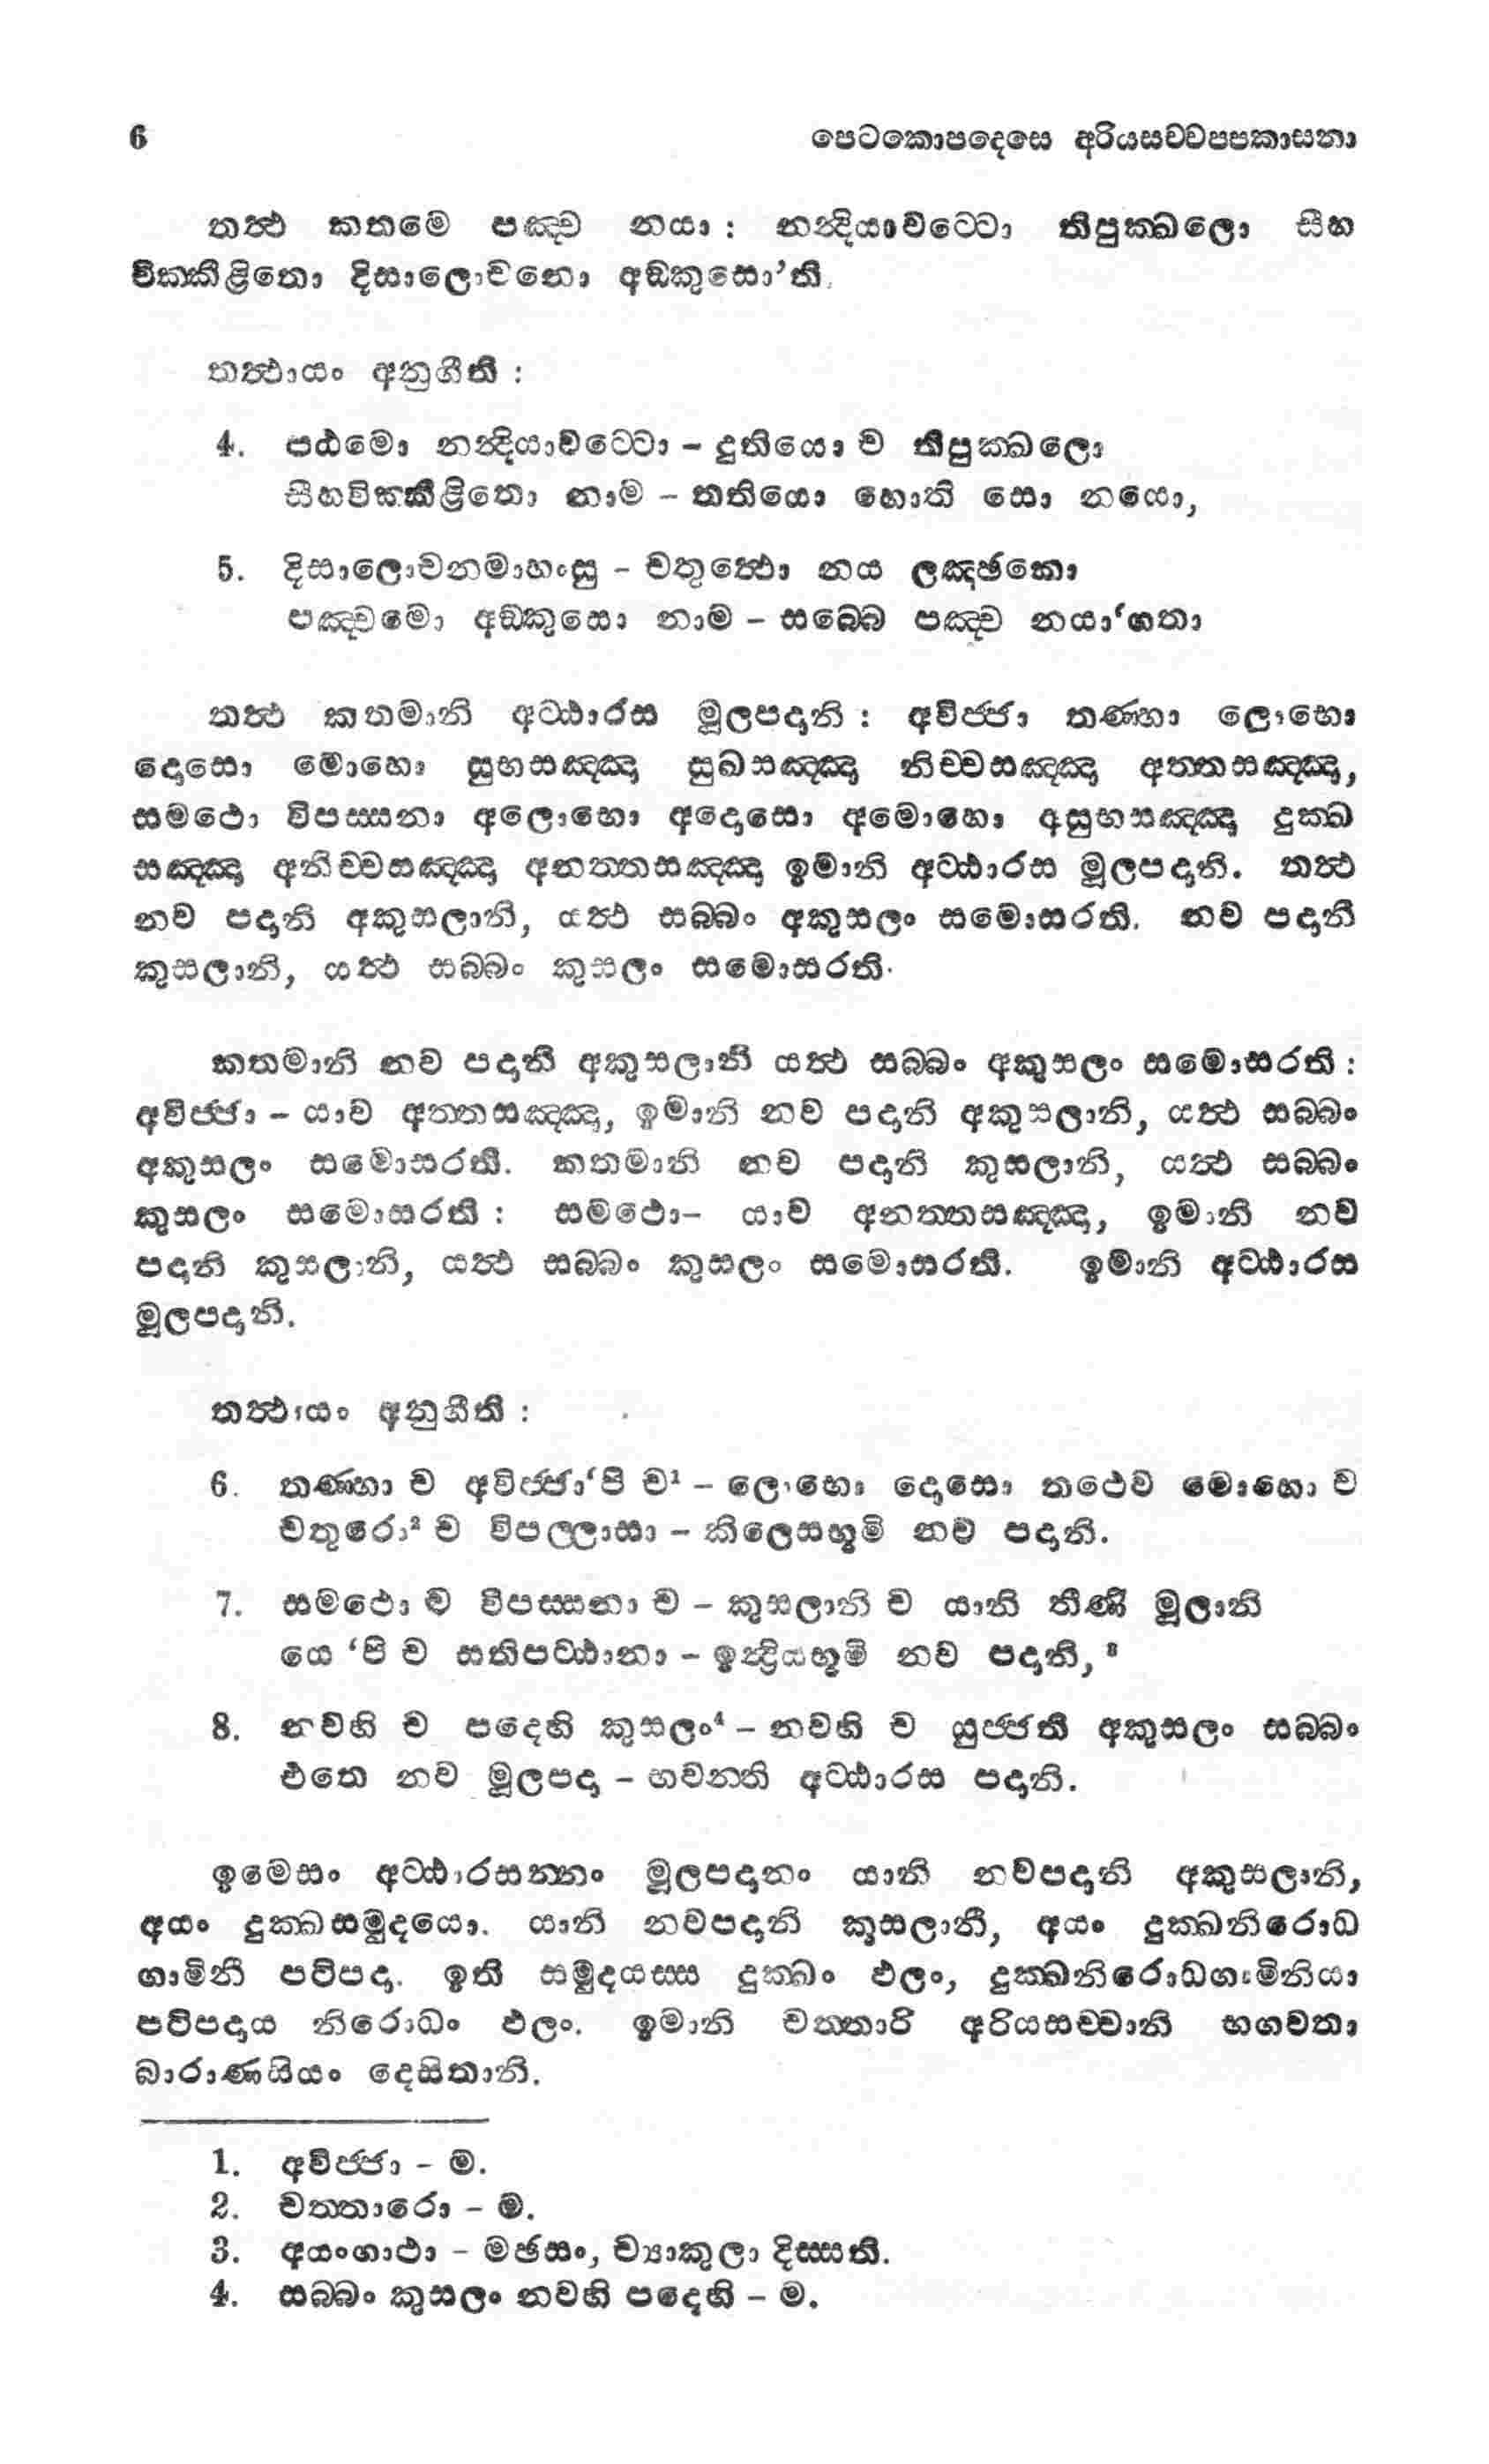 6 පෙටකොපදෙසෙ අරියසච්චප්පකාසනා
තත්ථ කතමෙ පඤ්ච නයා : නන්දියාවට්ටො තිපුක්ඛලො සීහ
වික්කීළිතො දිසාලොචනො අඞ්කුසො’ති.
තත්ථායං අනුගීති :
4. පඨමො නන්දියාවට්ටො – දුතියො ච තිපුක්ඛලො
සීහවික්කීළිතො නාම – තතියො හොති සො නයො,
5. දිසාලොචනමාහංසු – චතුත්ථො නය ලඤ්ඡකො
පඤ්චමො අඞ්කුසො නාම – සබ්බෙ පඤ්ච නයා‘ගතා
තත්ථ කතමානි අට්ඨාරස මූලපදානි : අවිජ්ජා තණ්හා ලොභො
දොසො මොහො සුභසඤ්ඤා සුඛසඤ්ඤා නිච්චසඤ්ඤා අත්තසඤ්ඤා,
සමථො විපස්සනා අලොභො අදොසො අමොහො අසුභසඤ්ඤා දුක්ඛ
සඤ්ඤා අනිච්චසඤ්ඤා අනත්තසඤ්ඤා ඉමානි අට්ඨාරස මූලපදානි. තත්ථ
නව පදානි අකුසලානි, යත්ථ සබ්බං අකුසලං සමොසරති. නව පදානි
කුසලානි, යත්ථ සබ්බං කුසලං සමොසරති.
කතමානි නව පදානි අකුසලානි යත්ථ සබ්බං අකුසලං සමොසරති :
අවිජ්ජා – යාව අත්තසඤ්ඤා, ඉමානි නව පදානි අකුසලානි, යත්ථ සබ්බං
අකුසලං සමොසරති. කතමානි නව පදානි කුසලානි, යත්ථ සබ්බං
කුසලං සමොසරති : සමථො– යාව අනත්තසඤ්ඤා, ඉමානි නව
පදානි කුසලානි, යත්ථ සබ්බං කුසලං සමොසරති. ඉමානි අට්ඨාරස
මූලපදානි.
තත්ථායං අනුගීති :
6. තණ්හා ච අවිජ්ජා‘පි ච¹ – ලොභො දොසො තථෙව මොහො ච
චතුරො² ච විපල්ලාසා – කිලෙසභූමි නව පදානි.
7. සමථො ච විපස්සනා ච – කුසලානි ච යානි තීණි මූලානි
යෙ ‘පි ච සතිපට්ඨානා – ඉන්ද්‍රියභූමි නව පදානි, ³
8. නවහි ච පදෙහි කුසලං⁴ – නවහි ච යුජ්ජති අකුසලං සබ්බං
එතෙ නව මූලපදා – භවන්ති අට්ඨාරස පදානි.
ඉමෙසං අට්ඨාරසන්නං මූලපදානං යානි නවපදානි අකුසලානි,
අයං දුක්ඛසමුදයො. යානි නවපදානි කුසලානි, අයං දුක්ඛනිරොධ
ගාමිනී පටිපදා. ඉති සමුදයස්ස දුක්ඛං ඵලං, දුක්ඛනිරොධගාමිනියා
පටිපදාය නිරොධං ඵලං. ඉමානි චත්තාරි අරියසච්චානි භගවතා
බාරාණසියං දෙසිතානි.
1. අවිජ්ජා – ම.
2. චත්තාරො – ම.
3. අයංගාථා – මඡසං, ව්‍යාකුලා දිස්සති.
4. සබ්බං කුසලං නවහි පදෙහි – ම.